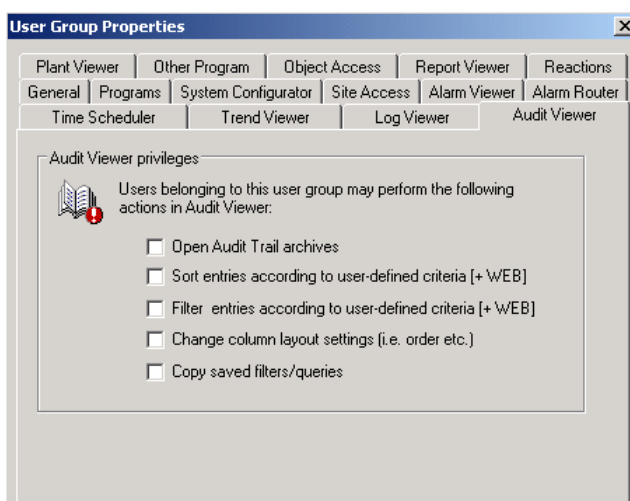 User Group Properties
Plant Viewer Other Program Object Access Report Viewer Reactions
General Programs System Configurator Site Access Alarm Viewer Alarm Router
Time Scheduler Trend Viewer Log Viewer Audit Viewer
Audit Viewer privileges
Users belonging to this user group may perform the following
actions in Audit Viewer:
Open Audit Trail archives
Sort entries according to user-defined criteria [+ WEB]
Filter entries according to user-defined criteria [+ WEB]
Change column layout settings (i.e. order etc.)
Copy saved filters/queries